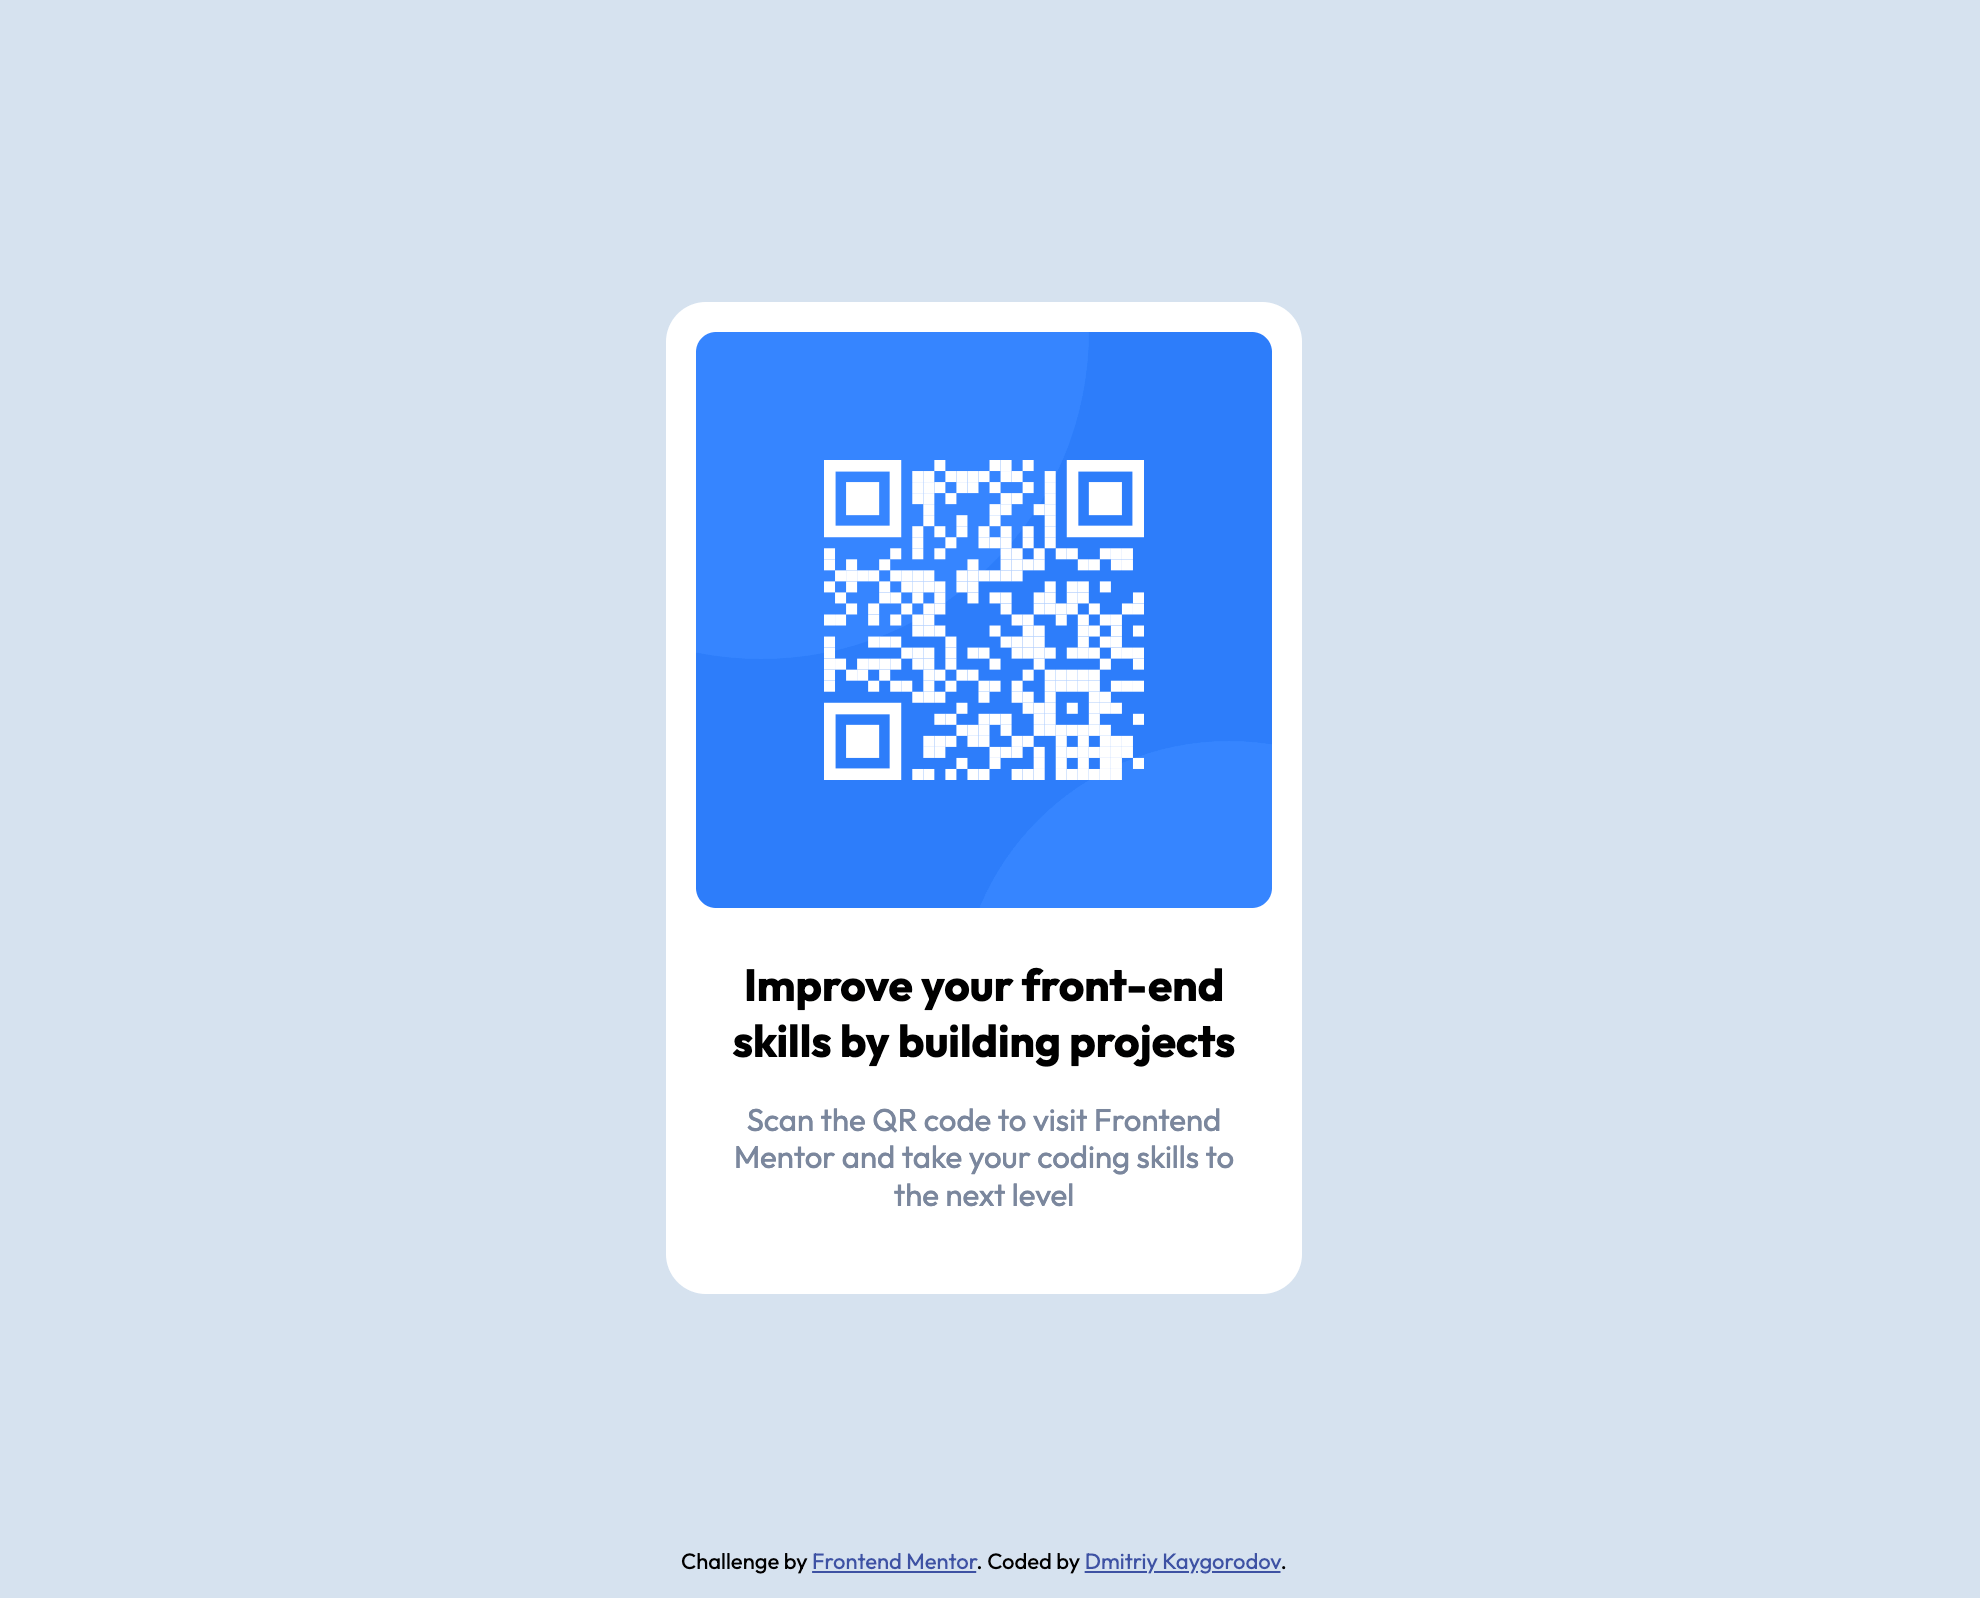 Improve your front-end
skills by building projects
Scan the QR code to visit Frontend
Mentor and take your coding skills to
the next level
Challenge by Frontend Mentor. Coded by Dmitriy Kaygorodov.